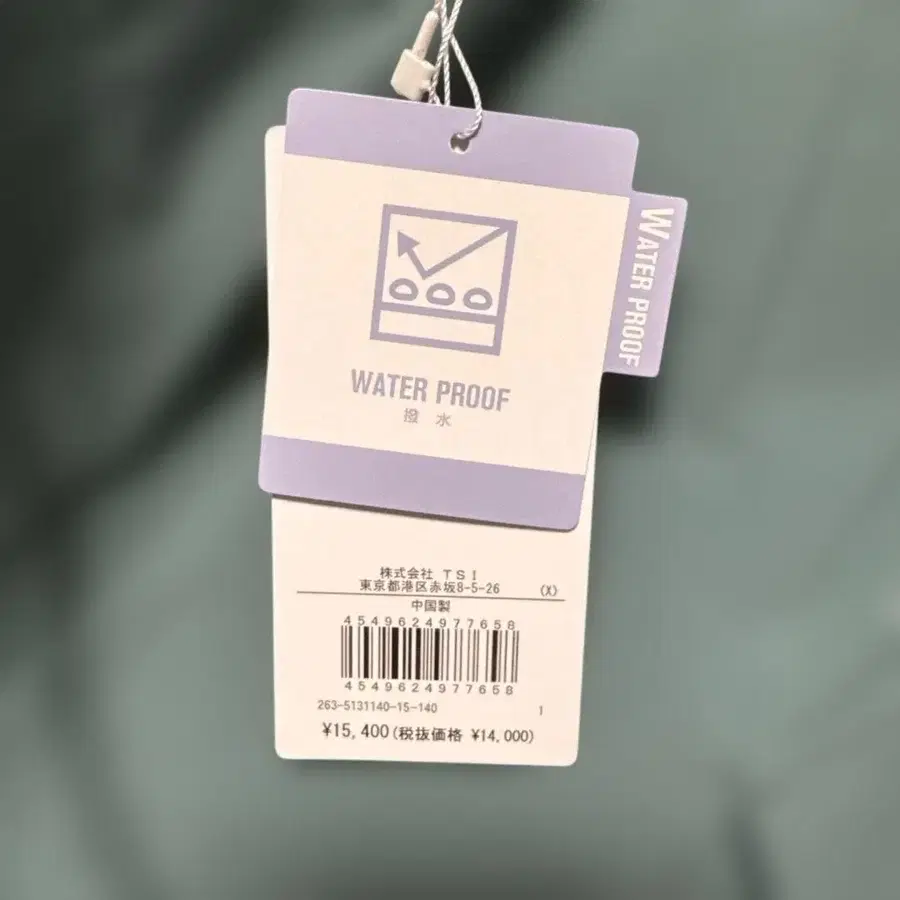 WATER PROOF
WATER PROOF
撥水
株式会社 TSI
東京都港区赤坂8-5-26 (X)
中国製
4549624977658
4549624977658
263-5131140-15-140 1
¥15,400(税抜価格 ¥14,000)